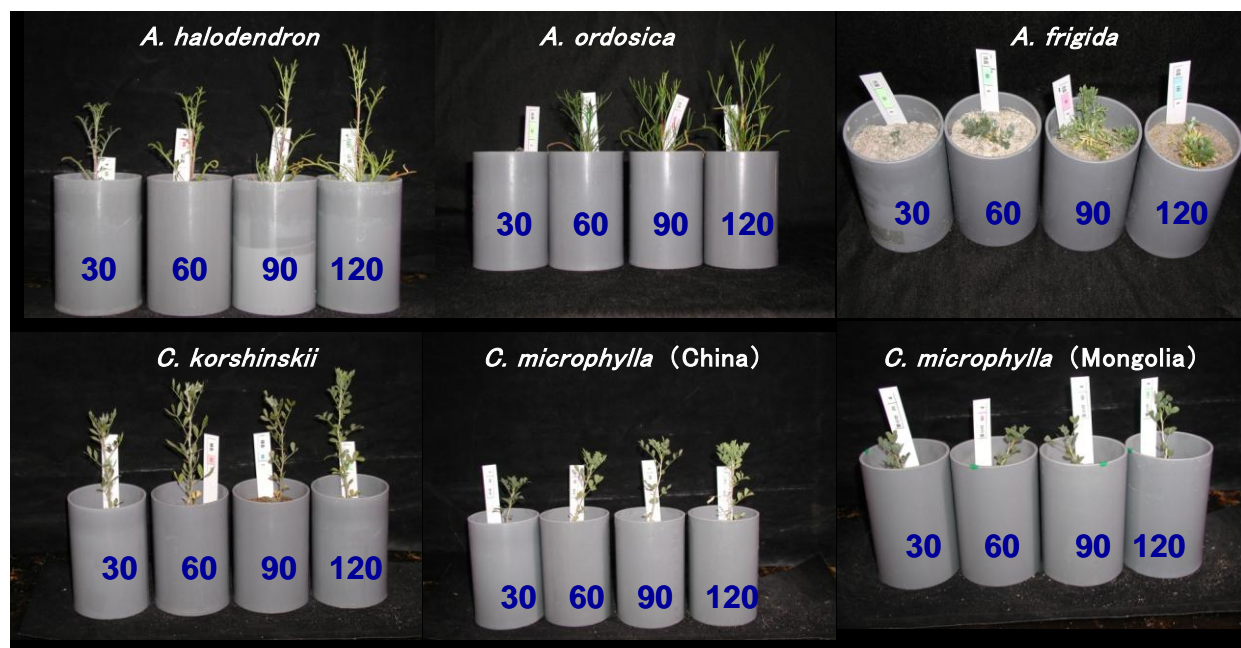 A. halodendron
30 60 90 120
A. ordosica
30 60 90 120
A. frigida
30 60 90 120
C. korshinskii
30 60 90 120
C. microphylla（China）
30 60 90 120
C. microphylla（Mongolia）
30 60 90 120